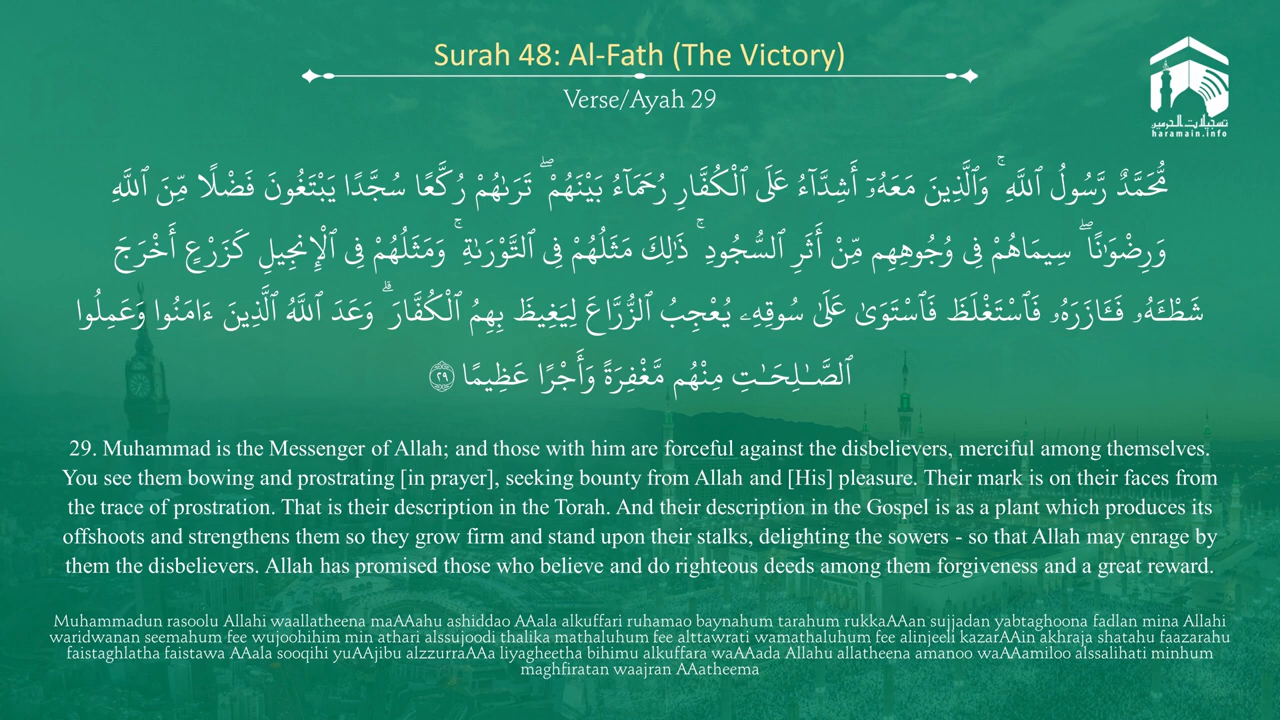 Surah 48: Al-Fath (The Victory)
Verse/Ayah 29
تسجيلات الحرمين
haramain.info
مُّحَمَّدٌ رَّسُولُ ٱللَّهِ ۚ وَٱلَّذِينَ مَعَهُۥٓ أَشِدَّآءُ عَلَى ٱلْكُفَّارِ رُحَمَآءُ بَيْنَهُمْ ۖ تَرَىٰهُمْ رُكَّعًا سُجَّدًا يَبْتَغُونَ فَضْلًا مِّنَ ٱللَّهِ
وَرِضْوَٰنًا ۖ سِيمَاهُمْ فِى وُجُوهِهِم مِّنْ أَثَرِ ٱلسُّجُودِ ۚ ذَٰلِكَ مَثَلُهُمْ فِى ٱلتَّوْرَىٰةِ ۚ وَمَثَلُهُمْ فِى ٱلْإِنجِيلِ كَزَرْعٍ أَخْرَجَ
شَطْـَٔهُۥ فَـَٔازَرَهُۥ فَٱسْتَغْلَظَ فَٱسْتَوَىٰ عَلَىٰ سُوقِهِۦ يُعْجِبُ ٱلزُّرَّاعَ لِيَغِيظَ بِهِمُ ٱلْكُفَّارَ ۗ وَعَدَ ٱللَّهُ ٱلَّذِينَ ءَامَنُوا وَعَمِلُوا
ٱلصَّـٰلِحَـٰتِ مِنْهُم مَّغْفِرَةً وَأَجْرًا عَظِيمًا ٢٩
29. Muhammad is the Messenger of Allah; and those with him are forceful against the disbelievers, merciful among themselves.
You see them bowing and prostrating [in prayer], seeking bounty from Allah and [His] pleasure. Their mark is on their faces from
the trace of prostration. That is their description in the Torah. And their description in the Gospel is as a plant which produces its
offshoots and strengthens them so they grow firm and stand upon their stalks, delighting the sowers - so that Allah may enrage by
them the disbelievers. Allah has promised those who believe and do righteous deeds among them forgiveness and a great reward.
Muhammadun rasoolu Allahi waallatheena maAAahu ashiddao AAala alkuffari ruhamao baynahum tarahum rukkaAAan sujjadan yabtaghoona fadlan mina Allahi
waridwanan seemahum fee wujoohihim min athari alssujoodi thalika mathaluhum fee alttawrati wamathaluhum fee alinjeeli kazarAAin akhraja shatahu faazarahu
faistaghlatha faistawa AAala sooqihi yuAAjibu alzzurraAAa liyagheetha bihimu alkuffara waAAada Allahu allatheena amanoo waAAamiloo alssalihati minhum
maghfiratan waajran AAatheema